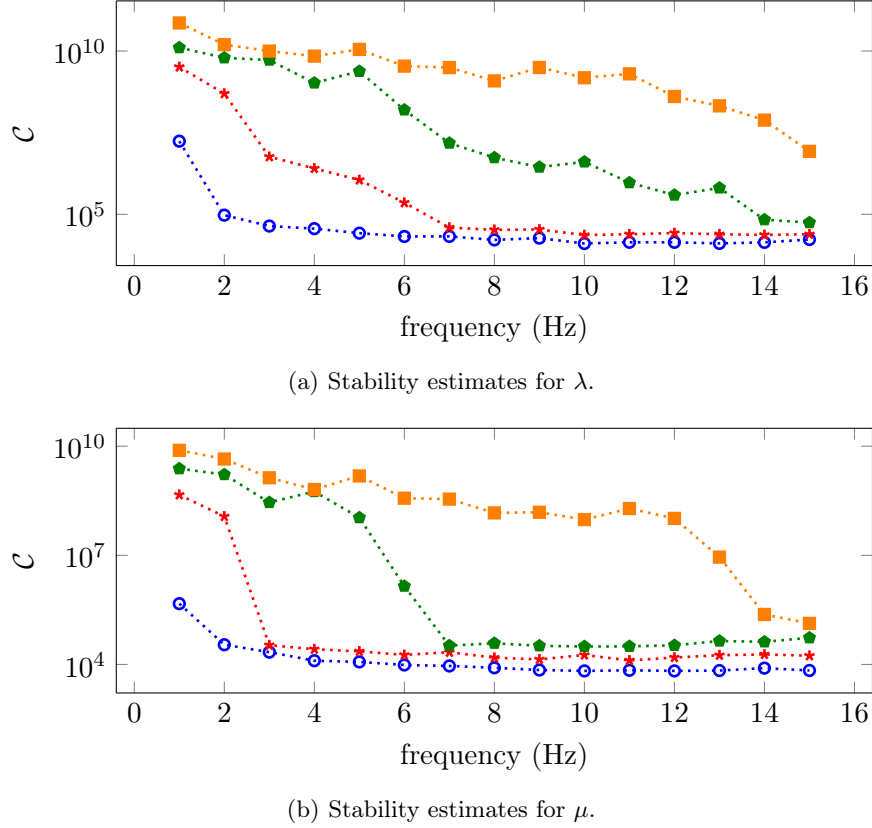 10^10
10^5
𝒞
0 2 4 6 8 10 12 14 16
frequency (Hz)
(a) Stability estimates for λ.
10^10
10^7
10^4
𝒞
0 2 4 6 8 10 12 14 16
frequency (Hz)
(b) Stability estimates for μ.